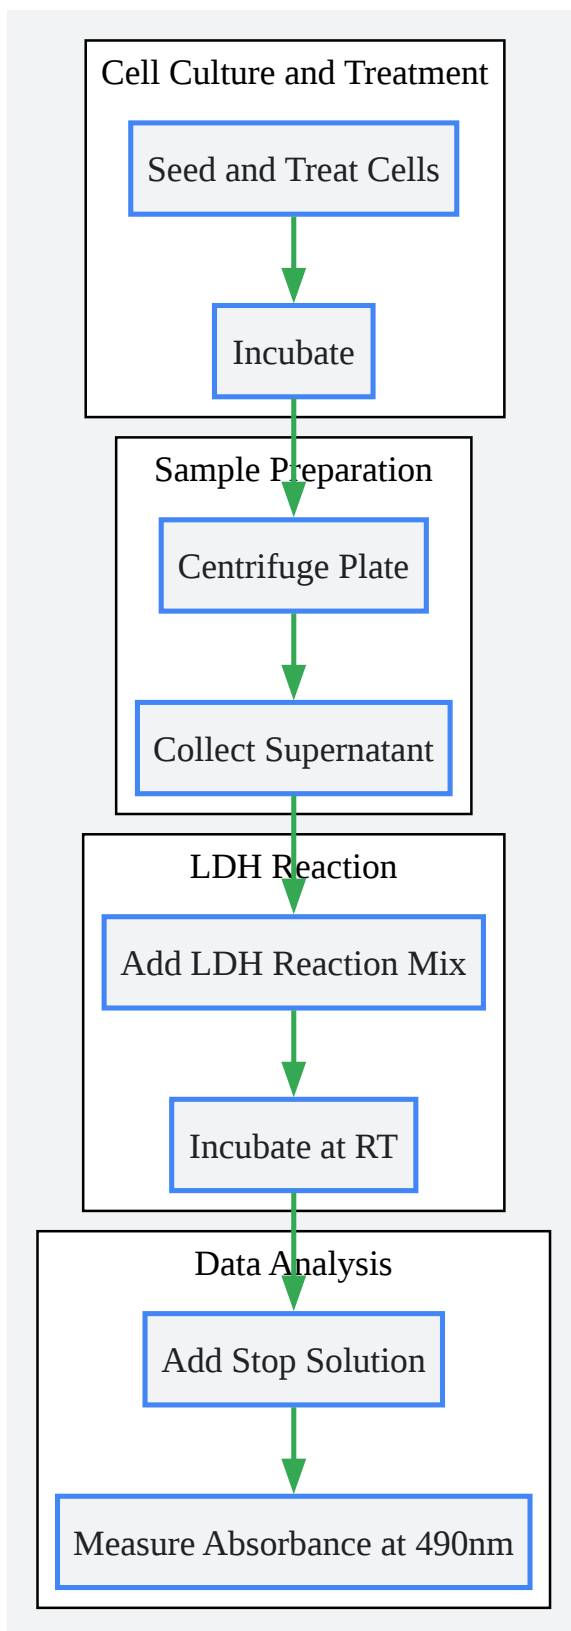 Cell Culture and Treatment
Seed and Treat Cells
Incubate
Sample Preparation
Centrifuge Plate
Collect Supernatant
LDH Reaction
Add LDH Reaction Mix
Incubate at RT
Data Analysis
Add Stop Solution
Measure Absorbance at 490nm